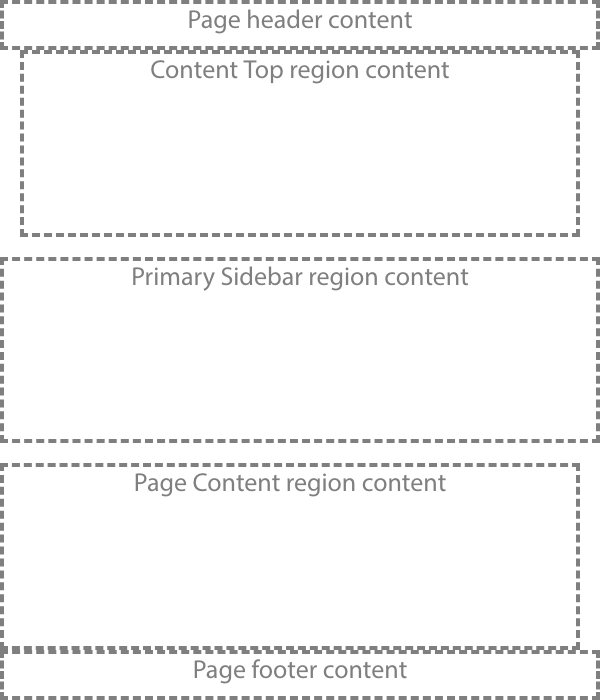 Page header content
Content Top region content
Primary Sidebar region content
Page Content region content
Page footer content